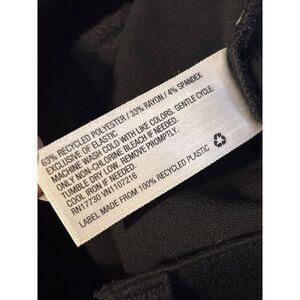 63% RECYCLED POLYESTER / 33% RAYON / 4% SPANDEX
EXCLUSIVE OF ELASTIC
MACHINE WASH COLD WITH LIKE COLORS. GENTLE CYCLE.
ONLY NON-CHLORINE BLEACH IF NEEDED.
TUMBLE DRY LOW. REMOVE PROMPTLY.
COOL IRON IF NEEDED.
RN17730 VN1107216
LABEL MADE FROM 100% RECYCLED PLASTIC